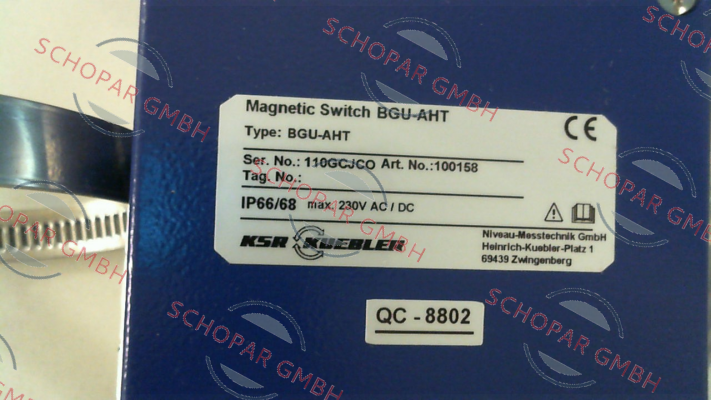 Magnetic Switch BGU-AHT
Type: BGU-AHT
Ser. No.: 110GCJCO Art. No.:100158
Tag. No.:
IP66/68 max. 230V AC / DC
KSR KUEBLER
Niveau-Messtechnik GmbH
Heinrich-Kuebler-Platz 1
69439 Zwingenberg
CE
QC - 8802
SCHOPAR GMBH
SCHOPAR GMBH
SCHOPAR GMBH
SCHOPAR GMBH
SCHOPAR GMBH
SCHOPAR GMBH
SCHOPAR GMBH